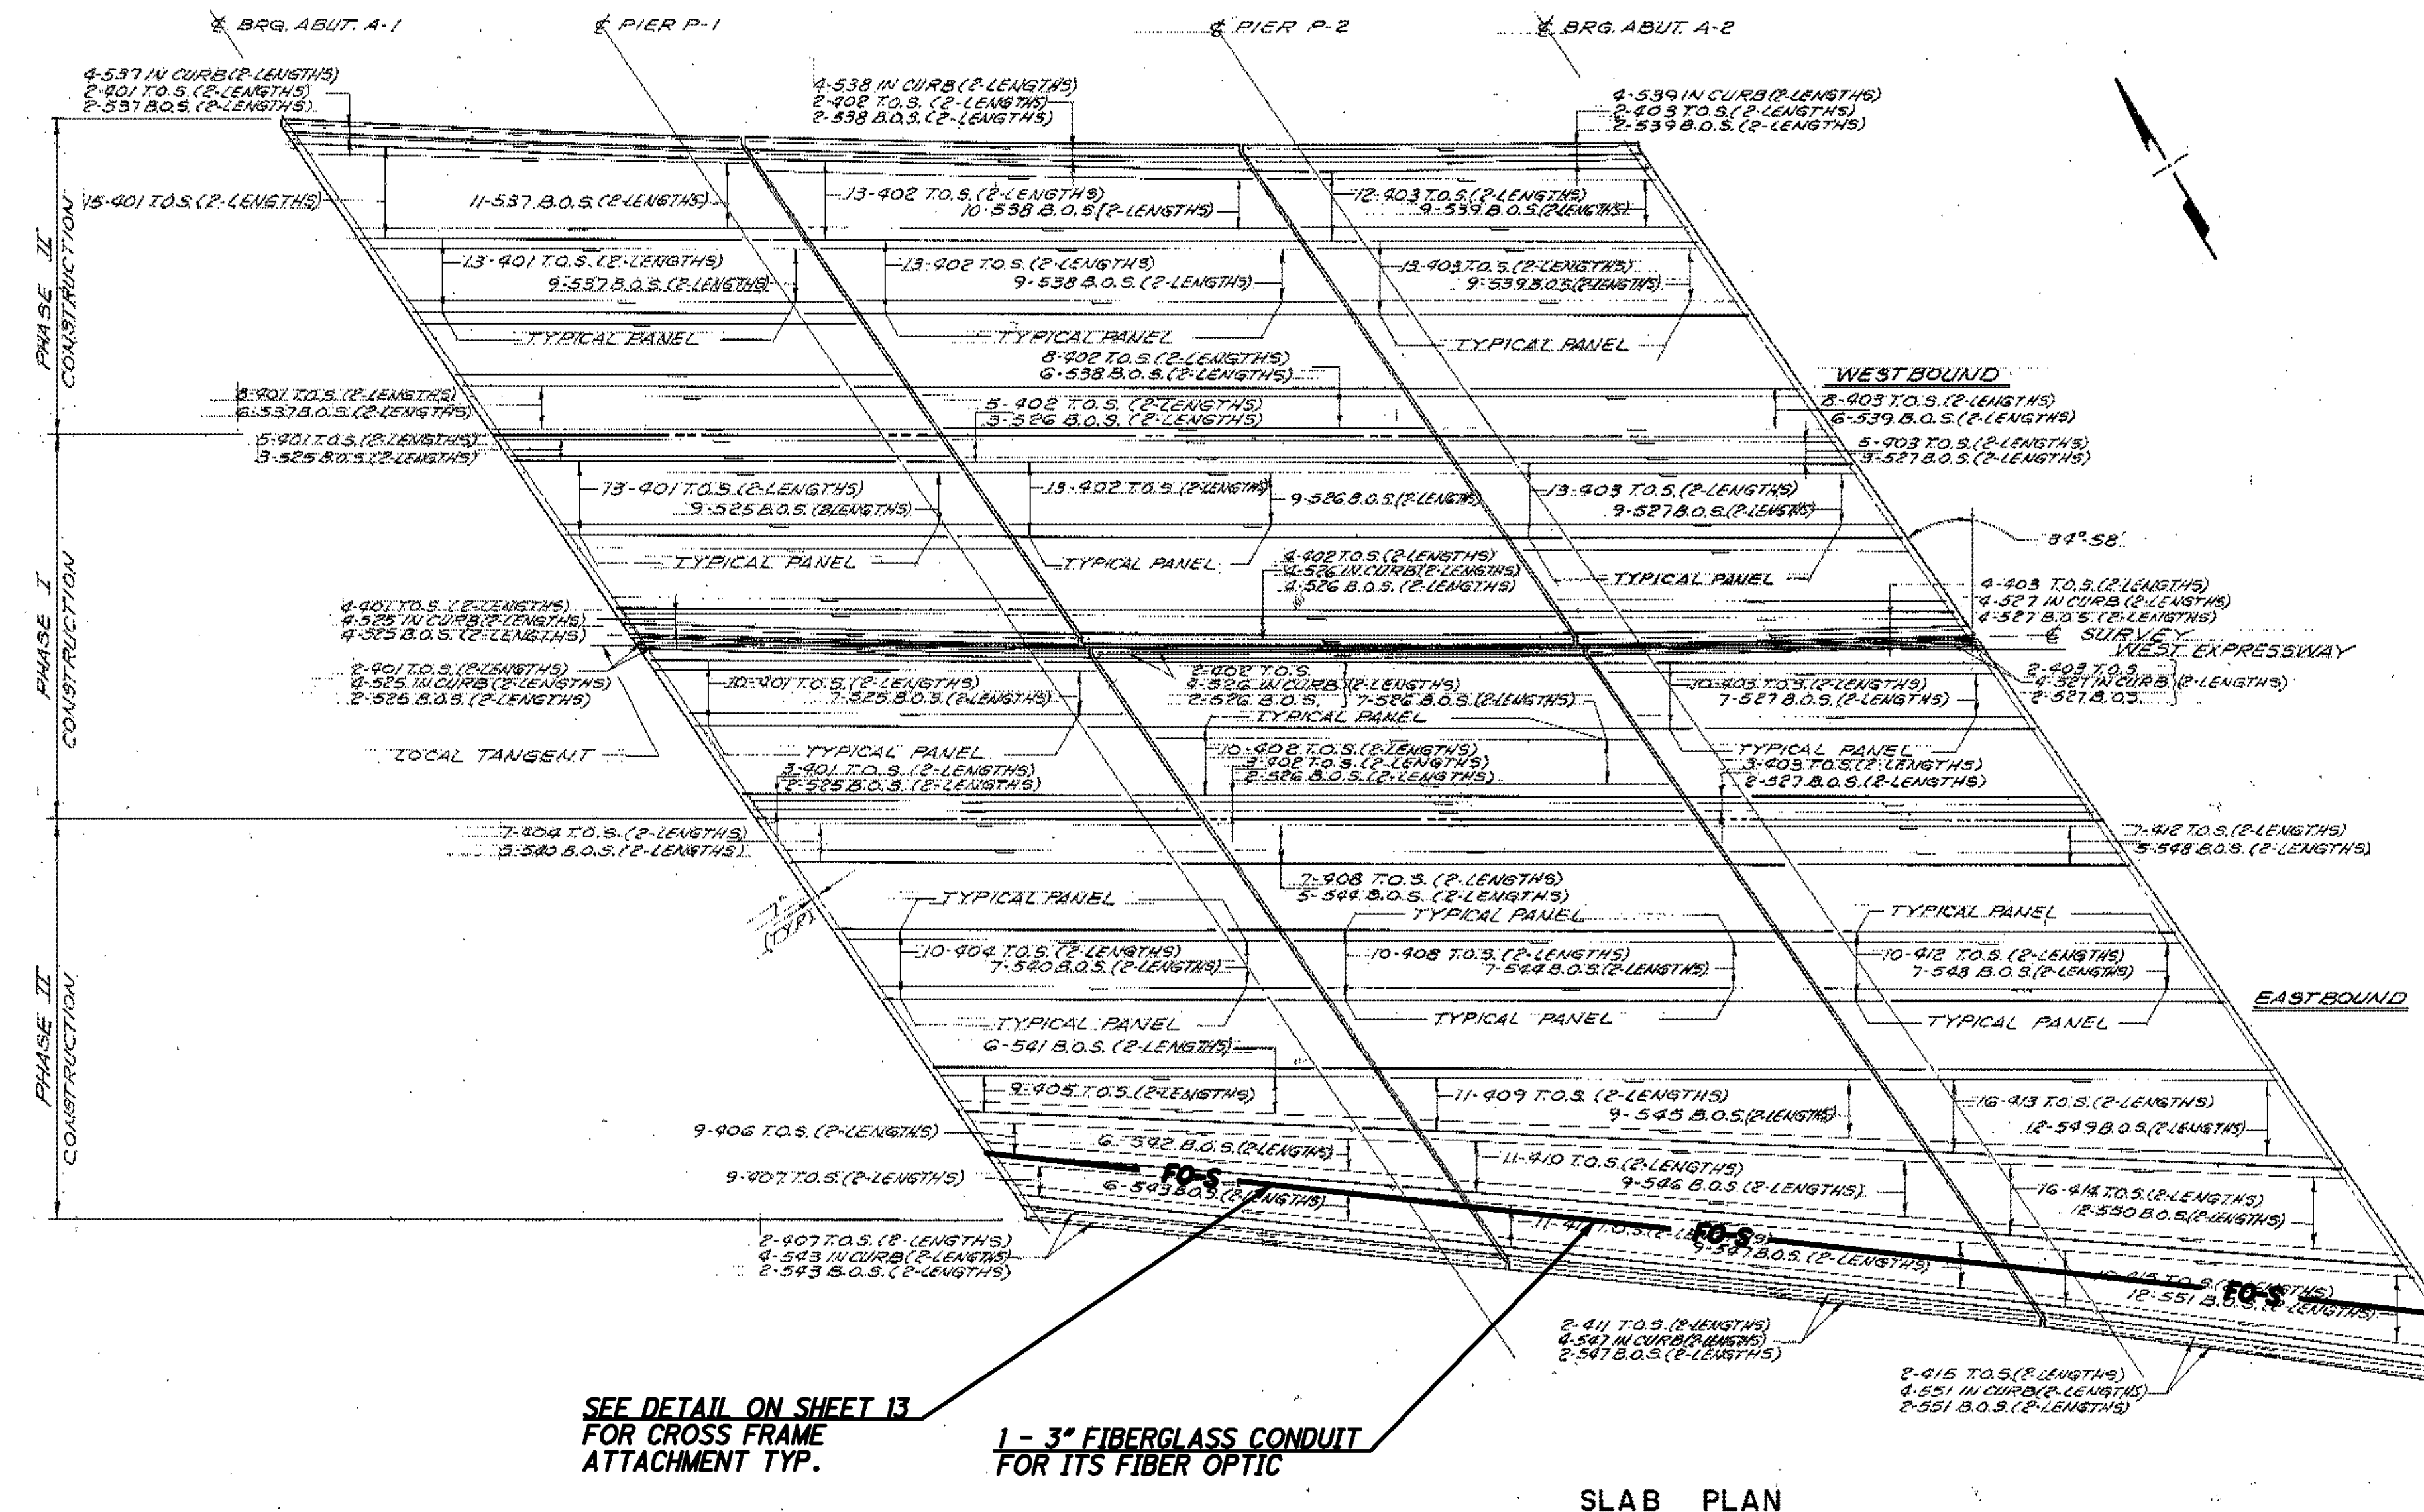 ℄ BRG. ABUT. A-1
℄ PIER P-1
℄ PIER P-2
℄ BRG. ABUT. A-2
4-537 IN CURB (2-LENGTHS)
2-401 T.O.S. (2-LENGTHS)
2-537 B.O.S. (2-LENGTHS)
4-538 IN CURB (2-LENGTHS)
2-402 T.O.S. (2-LENGTHS)
2-538 B.O.S. (2-LENGTHS)
4-539 IN CURB (2-LENGTHS)
2-403 T.O.S. (2-LENGTHS)
2-539 B.O.S. (2-LENGTHS)
PHASE II
CONSTRUCTION
15-401 T.O.S. (2-LENGTHS)
11-537 B.O.S. (2-LENGTHS)
13-402 T.O.S. (2-LENGTHS)
10-538 B.O.S. (2-LENGTHS)
12-403 T.O.S. (2-LENGTHS)
9-539 B.O.S. (2-LENGTHS)
13-401 T.O.S. (2-LENGTHS)
9-537 B.O.S. (2-LENGTHS)
TYPICAL PANEL
13-402 T.O.S. (2-LENGTHS)
9-538 B.O.S. (2-LENGTHS)
TYPICAL PANEL
13-403 T.O.S. (2-LENGTHS)
9-539 B.O.S. (2-LENGTHS)
TYPICAL PANEL
8-402 T.O.S. (2-LENGTHS)
6-538 B.O.S. (2-LENGTHS)
WESTBOUND
8-401 T.O.S. (2-LENGTHS)
6-537 B.O.S. (2-LENGTHS)
5-402 T.O.S. (2-LENGTHS)
3-526 B.O.S. (2-LENGTHS)
8-403 T.O.S. (2-LENGTHS)
6-539 B.O.S. (2-LENGTHS)
5-401 T.O.S. (2-LENGTHS)
3-525 B.O.S. (2-LENGTHS)
5-403 T.O.S. (2-LENGTHS)
3-527 B.O.S. (2-LENGTHS)
PHASE I
CONSTRUCTION
13-401 T.O.S. (2-LENGTHS)
9-525 B.O.S. (2LENGTHS)
TYPICAL PANEL
13-402 T.O.S. (2-LENGTHS)
9-526 B.O.S. (2-LENGTHS)
TYPICAL PANEL
13-403 T.O.S. (2-LENGTHS)
9-527 B.O.S. (2-LENGTHS)
TYPICAL PANEL
34°-58'
4-402 T.O.S. (2-LENGTHS)
4-526 IN CURB (2-LENGTHS)
4-526 B.O.S. (2-LENGTHS)
4-401 T.O.S. (2-LENGTHS)
4-525 IN CURB (2-LENGTHS)
4-525 B.O.S. (2-LENGTHS)
4-403 T.O.S. (2-LENGTHS)
4-527 IN CURB (2-LENGTHS)
4-527 B.O.S. (2-LENGTHS)
℄ SURVEY
WEST EXPRESSWAY
2-401 T.O.S. (2-LENGTHS)
4-525 IN CURB (2-LENGTHS)
2-525 B.O.S. (2-LENGTHS)
10-401 T.O.S. (2-LENGTHS)
7-525 B.O.S. (2-LENGTHS)
TYPICAL PANEL
2-402 T.O.S.
4-526 IN CURB (2-LENGTHS)
2-526 B.O.S.
7-526 B.O.S. (2-LENGTHS)
TYPICAL PANEL
10-403 T.O.S. (2-LENGTHS)
7-527 B.O.S. (2-LENGTHS)
TYPICAL PANEL
2-403 T.O.S.
4-527 IN CURB (2-LENGTHS)
2-527 B.O.S.
LOCAL TANGENT
3-401 T.O.S. (2-LENGTHS)
2-525 B.O.S. (2-LENGTHS)
10-402 T.O.S. (2-LENGTHS)
3-402 T.O.S. (2-LENGTHS)
2-526 B.O.S. (2-LENGTHS)
3-403 T.O.S. (2-LENGTHS)
2-527 B.O.S. (2-LENGTHS)
PHASE II
CONSTRUCTION
7-404 T.O.S. (2-LENGTHS)
5-540 B.O.S. (2-LENGTHS)
7-408 T.O.S. (2-LENGTHS)
5-544 B.O.S. (2-LENGTHS)
7-412 T.O.S. (2-LENGTHS)
5-548 B.O.S. (2-LENGTHS)
(TYP.)
TYPICAL PANEL
10-404 T.O.S. (2-LENGTHS)
7-540 B.O.S. (2-LENGTHS)
TYPICAL PANEL
TYPICAL PANEL
10-408 T.O.S. (2-LENGTHS)
7-544 B.O.S. (2-LENGTHS)
TYPICAL PANEL
TYPICAL PANEL
10-412 T.O.S. (2-LENGTHS)
7-548 B.O.S. (2-LENGTHS)
TYPICAL PANEL
EASTBOUND
6-541 B.O.S. (2-LENGTHS)
9-405 T.O.S. (2-LENGTHS)
11-409 T.O.S. (2-LENGTHS)
9-545 B.O.S. (2-LENGTHS)
16-413 T.O.S. (2-LENGTHS)
12-549 B.O.S. (2-LENGTHS)
9-406 T.O.S. (2-LENGTHS)
6-542 B.O.S. (2-LENGTHS)
11-410 T.O.S. (2-LENGTHS)
9-546 B.O.S. (2-LENGTHS)
16-414 T.O.S. (2-LENGTHS)
12-550 B.O.S. (2-LENGTHS)
9-407 T.O.S. (2-LENGTHS)
FO-S
6-543 B.O.S. (2-LENGTHS)
FO-S
9-547 B.O.S. (2-LENGTHS)
FO-S
12-551 B.O.S. (2-LENGTHS)
2-407 T.O.S. (2-LENGTHS)
4-543 IN CURB (2-LENGTHS)
2-543 B.O.S. (2-LENGTHS)
2-411 T.O.S. (2-LENGTHS)
4-547 IN CURB (2-LENGTHS)
2-547 B.O.S. (2-LENGTHS)
2-415 T.O.S. (2-LENGTHS)
4-551 IN CURB (2-LENGTHS)
2-551 B.O.S. (2-LENGTHS)
SEE DETAIL ON SHEET 13
FOR CROSS FRAME
ATTACHMENT TYP.
1 - 3" FIBERGLASS CONDUIT
FOR ITS FIBER OPTIC
SLAB PLAN